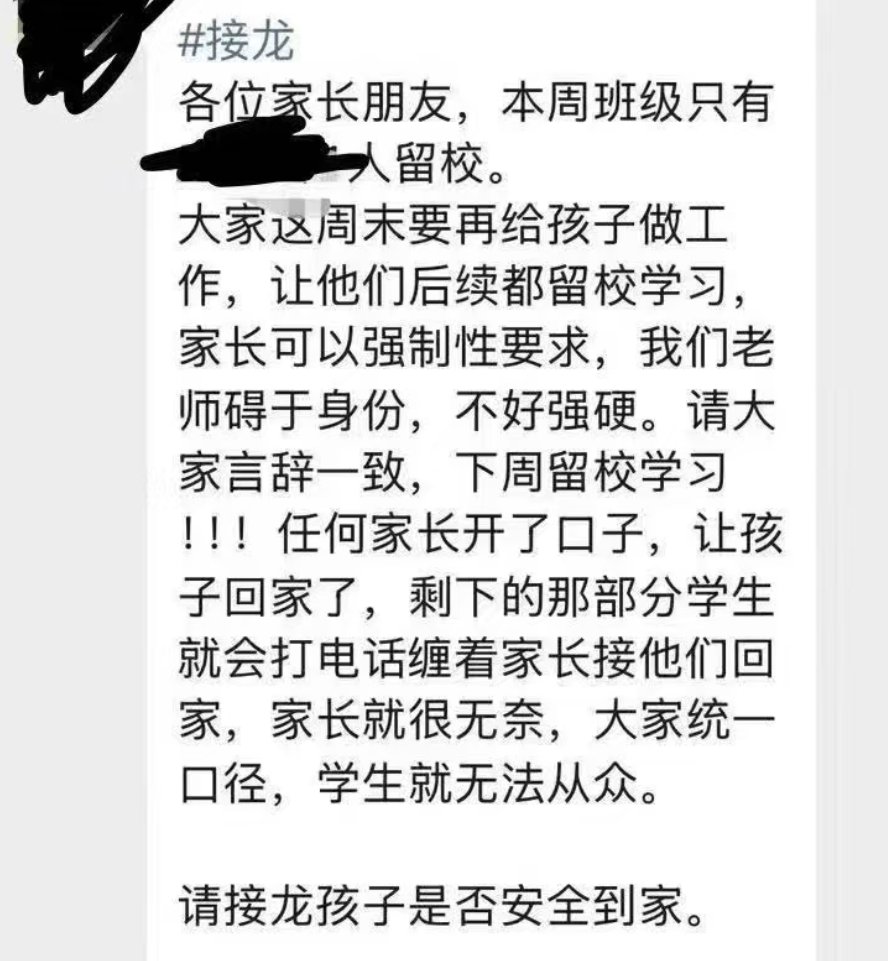 #接龙
各位家长朋友，本周班级只有
人留校。
大家这周末要再给孩子做工
作，让他们后续都留校学习，
家长可以强制性要求，我们老
师碍于身份，不好强硬。请大
家言辞一致，下周留校学习
!!! 任何家长开了口子，让孩
子回家了，剩下的那部分学生
就会打电话缠着家长接他们回
家，家长就很无奈，大家统一
口径，学生就无法从众。
请接龙孩子是否安全到家。